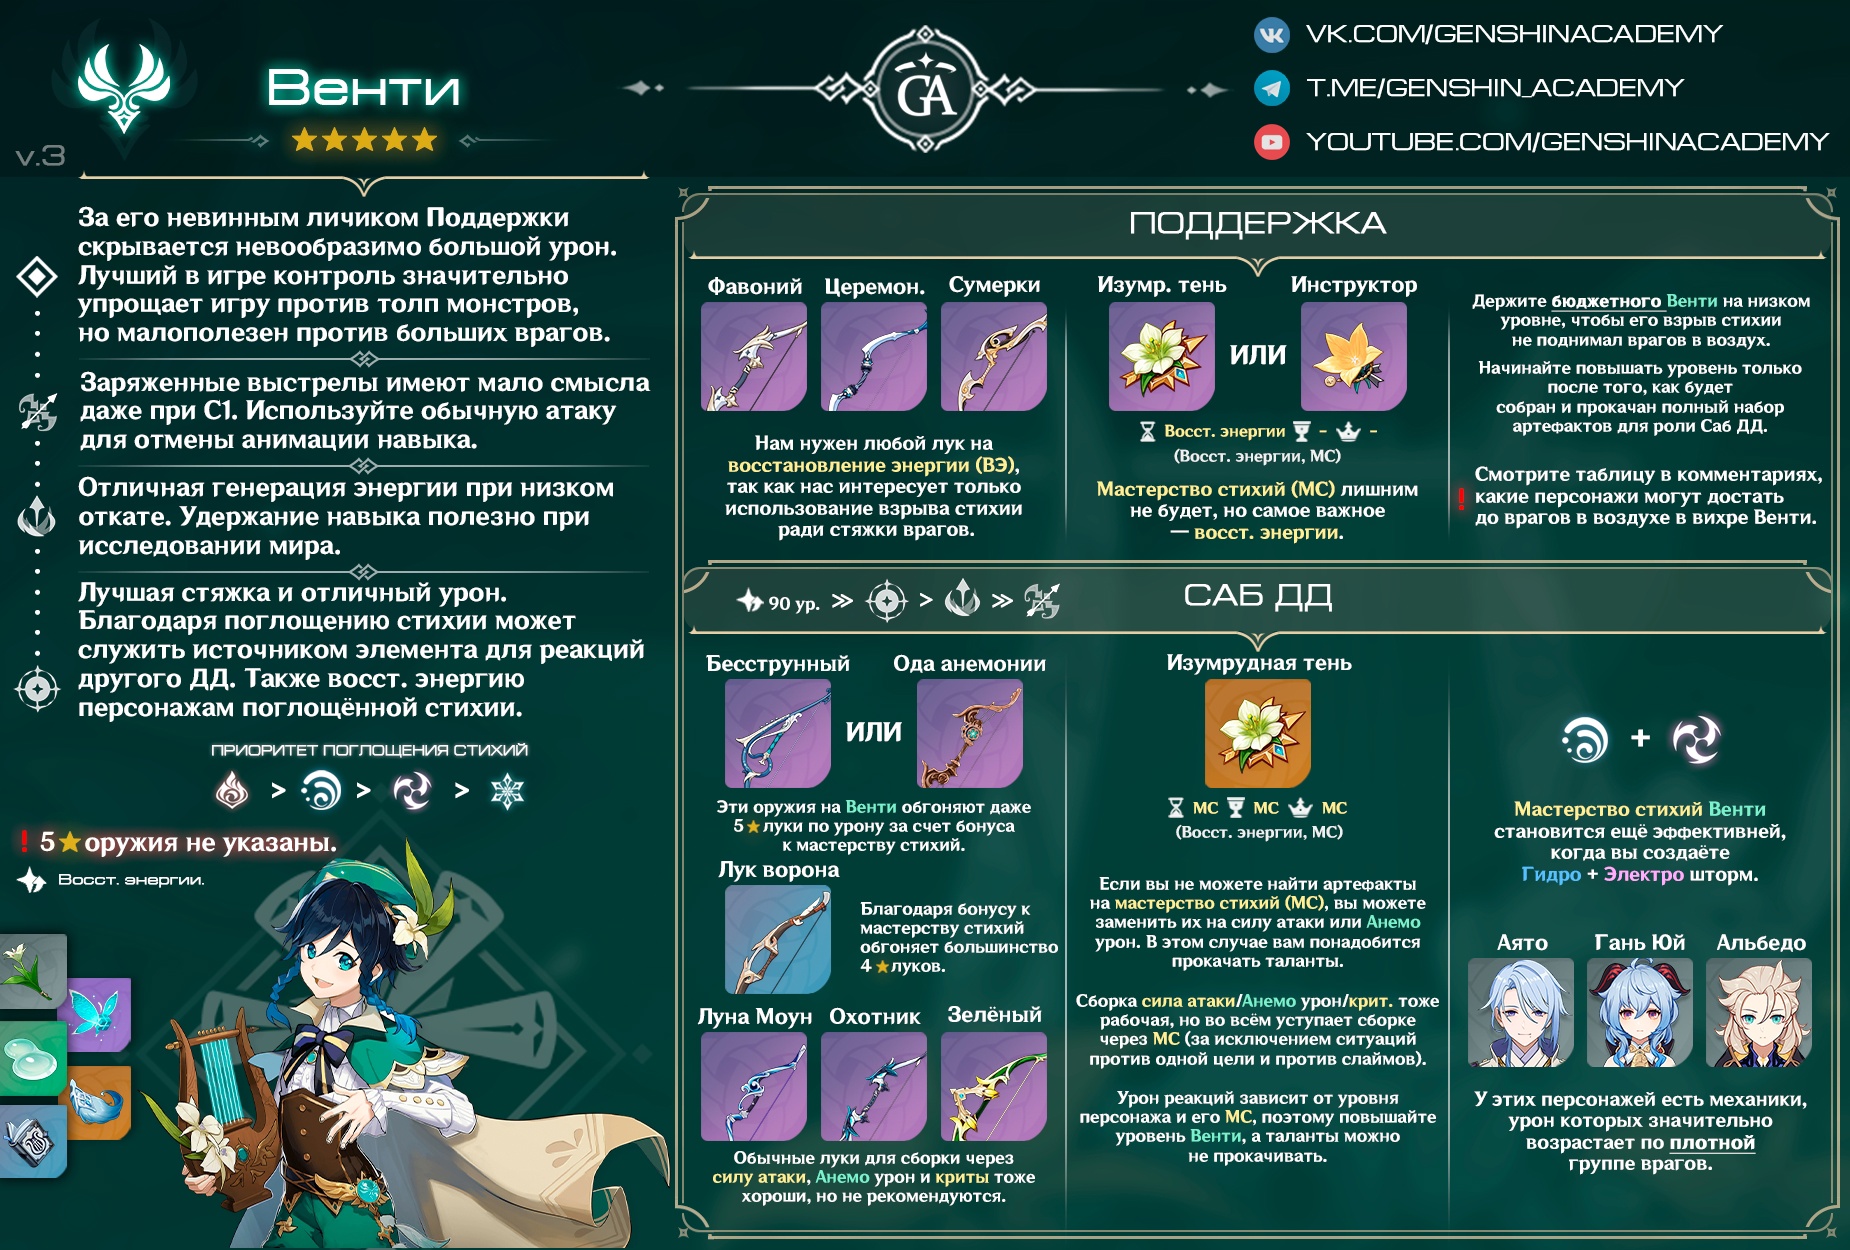 Венти
v.3
GA
VK.COM/GENSHINACADEMY
T.ME/GENSHIN_ACADEMY
YOUTUBE.COM/GENSHINACADEMY
За его невинным личиком Поддержки
скрывается невообразимо большой урон.
Лучший в игре контроль значительно
упрощает игру против толп монстров,
но малополезен против больших врагов.
Заряженные выстрелы имеют мало смысла
даже при С1. Используйте обычную атаку
для отмены анимации навыка.
Отличная генерация энергии при низком
откате. Удержание навыка полезно при
исследовании мира.
Лучшая стяжка и отличный урон.
Благодаря поглощению стихии может
служить источником элемента для реакций
другого ДД. Также восст. энергию
персонажам поглощённой стихии.
ПРИОРИТЕТ ПОГЛОЩЕНИЯ СТИХИЙ
> > >
! 5★оружия не указаны.
Восст. энергии.
ПОДДЕРЖКА
Фавоний Церемон. Сумерки
Нам нужен любой лук на
восстановление энергии (ВЭ),
так как нас интересует только
использование взрыва стихии
ради стяжки врагов.
Изумр. тень Инструктор
ИЛИ
Восст. энергии - -
(Восст. энергии, МС)
Мастерство стихий (МС) лишним
не будет, но самое важное
— восст. энергии.
Держите бюджетного Венти на низком
уровне, чтобы его взрыв стихии
не поднимал врагов в воздух.
Начинайте повышать уровень только
после того, как будет
собран и прокачан полный набор
артефактов для роли Саб ДД.
! Смотрите таблицу в комментариях,
какие персонажи могут достать
до врагов в воздухе в вихре Венти.
90 ур. >> > >>
САБ ДД
Бесструнный Ода анемонии
ИЛИ
Эти оружия на Венти обгоняют даже
5★луки по урону за счет бонуса
к мастерству стихий.
Лук ворона
Благодаря бонусу к
мастерству стихий
обгоняет большинство
4★луков.
Луна Моун Охотник Зелёный
Обычные луки для сборки через
силу атаки, Анемо урон и криты тоже
хороши, но не рекомендуются.
Изумрудная тень
МС МС МС
(Восст. энергии, МС)
Если вы не можете найти артефакты
на мастерство стихий (МС), вы можете
заменить их на силу атаки или Анемо
урон. В этом случае вам понадобится
прокачать таланты.
Сборка сила атаки/Анемо урон/крит. тоже
рабочая, но во всём уступает сборке
через МС (за исключением ситуаций
против одной цели и против слаймов).
Урон реакций зависит от уровня
персонажа и его МС, поэтому повышайте
уровень Венти, а таланты можно
не прокачивать.
+
Мастерство стихий Венти
становится ещё эффективней,
когда вы создаёте
Гидро + Электро шторм.
Аято Гань Юй Альбедо
У этих персонажей есть механики,
урон которых значительно
возрастает по плотной
группе врагов.